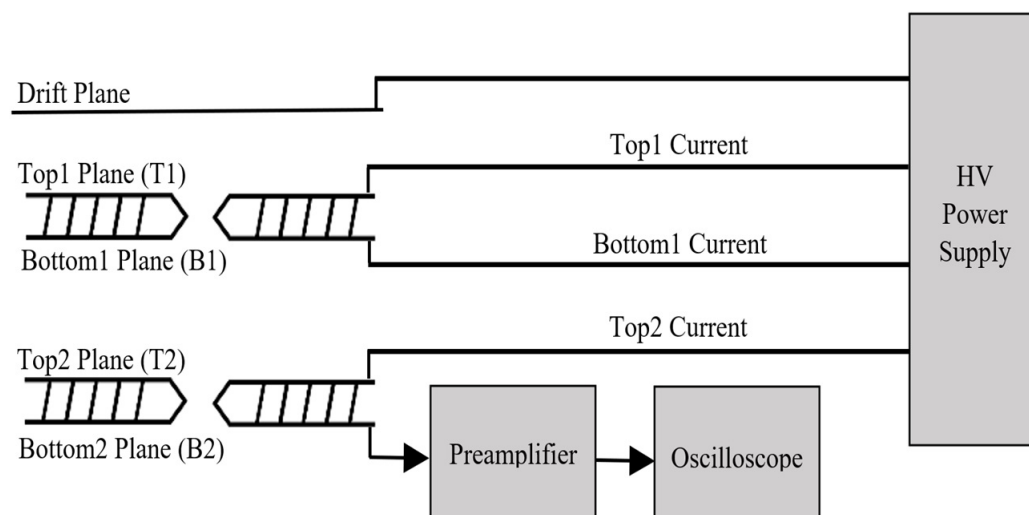 Drift Plane
Top1 Plane (T1)
Top1 Current
HV
Power
Supply
Bottom1 Plane (B1)
Bottom1 Current
Top2 Current
Top2 Plane (T2)
Bottom2 Plane (B2)
Preamplifier
Oscilloscope